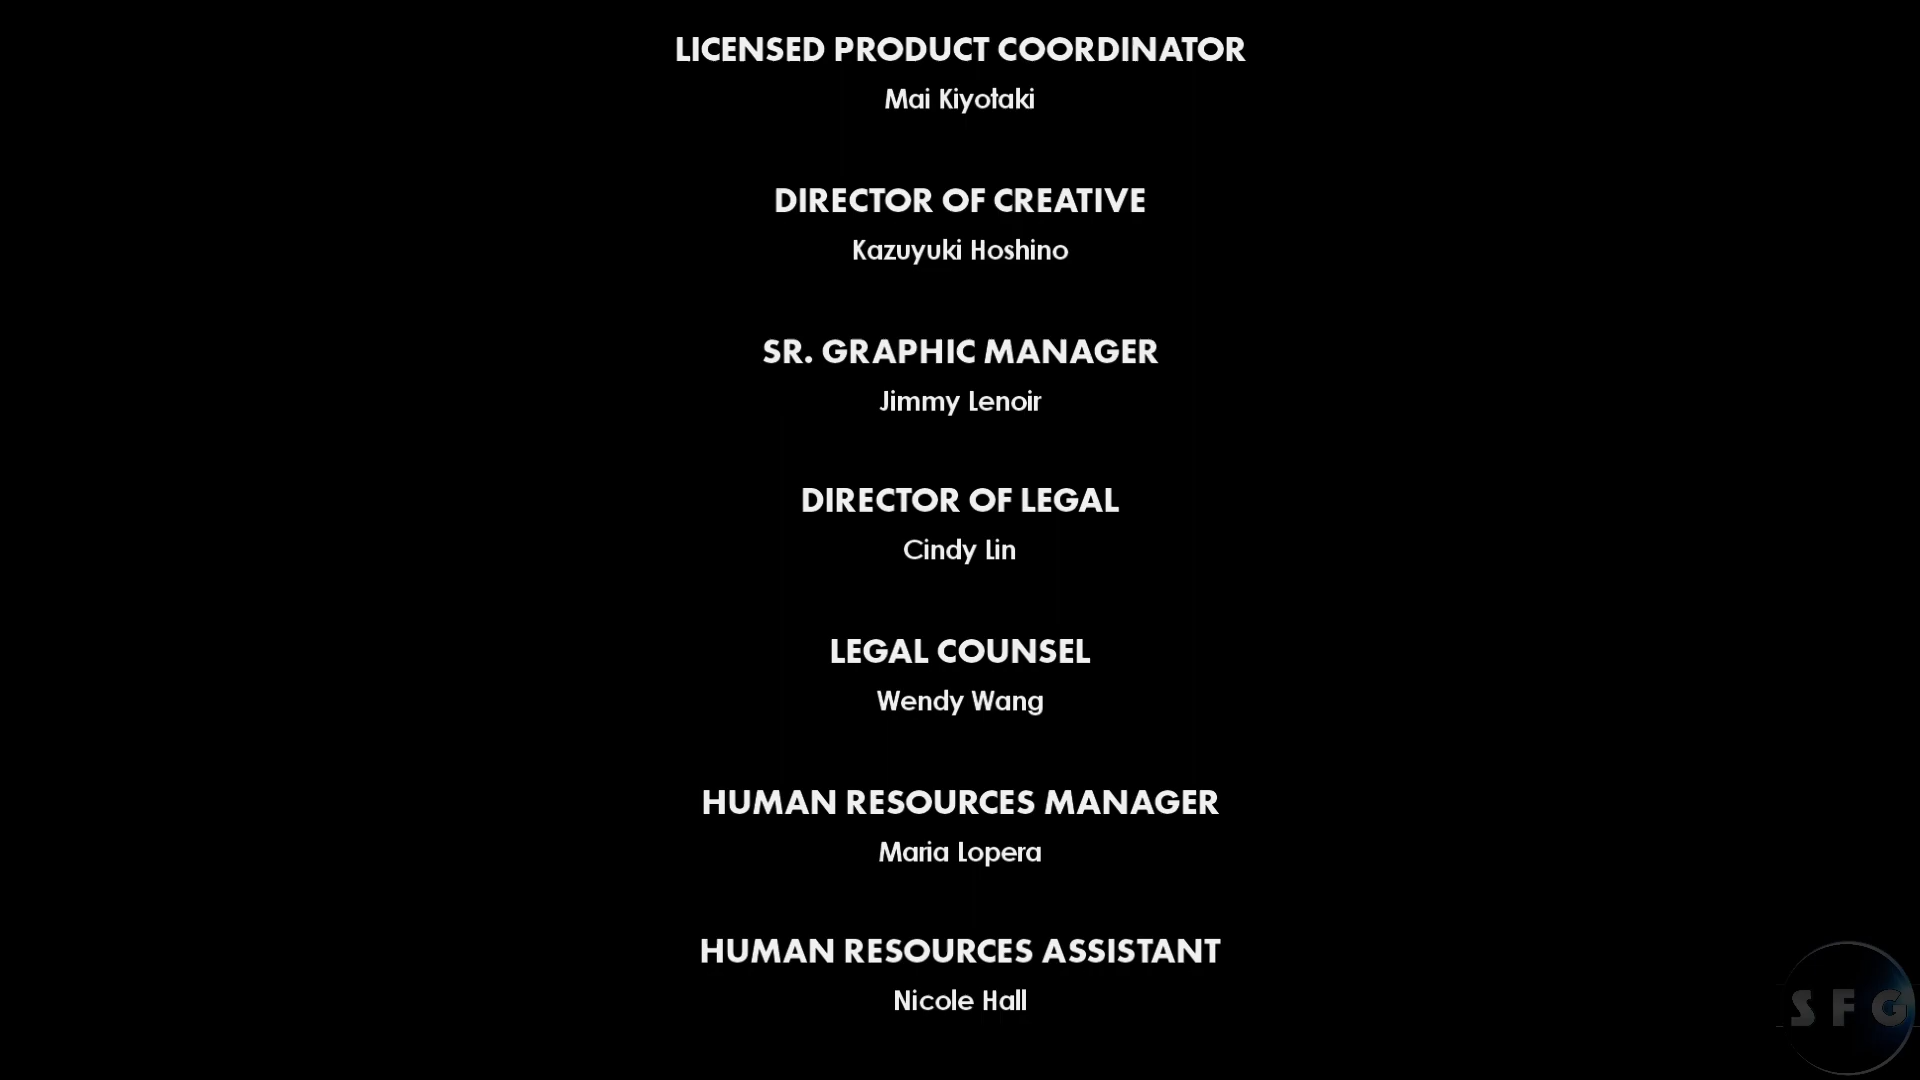 LICENSED PRODUCT COORDINATOR
Mai Kiyotaki
DIRECTOR OF CREATIVE
Kazuyuki Hoshino
SR. GRAPHIC MANAGER
Jimmy Lenoir
DIRECTOR OF LEGAL
Cindy Lin
LEGAL COUNSEL
Wendy Wang
HUMAN RESOURCES MANAGER
Maria Lopera
HUMAN RESOURCES ASSISTANT
Nicole Hall
SFG